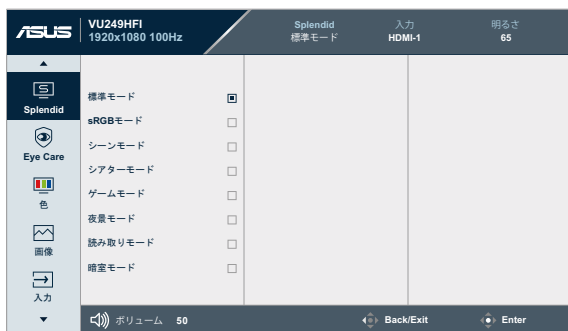 ASUS
VU249HFI
1920x1080 100Hz
Splendid
標準モード
入力
HDMI-1
明るさ
65
Splendid
Eye Care
色
画像
入力
標準モード
sRGBモード
シーンモード
シアターモード
ゲームモード
夜景モード
読み取りモード
暗室モード
ボリューム 50
Back/Exit
Enter